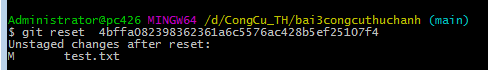 Administrator@pc426 MINGW64 /d/CongCu_TH/bai3congcuthuchanh (main)
$ git reset  4bffa082398362361a6c5576ac428b5ef25107f4
Unstaged changes after reset:
M       test.txt